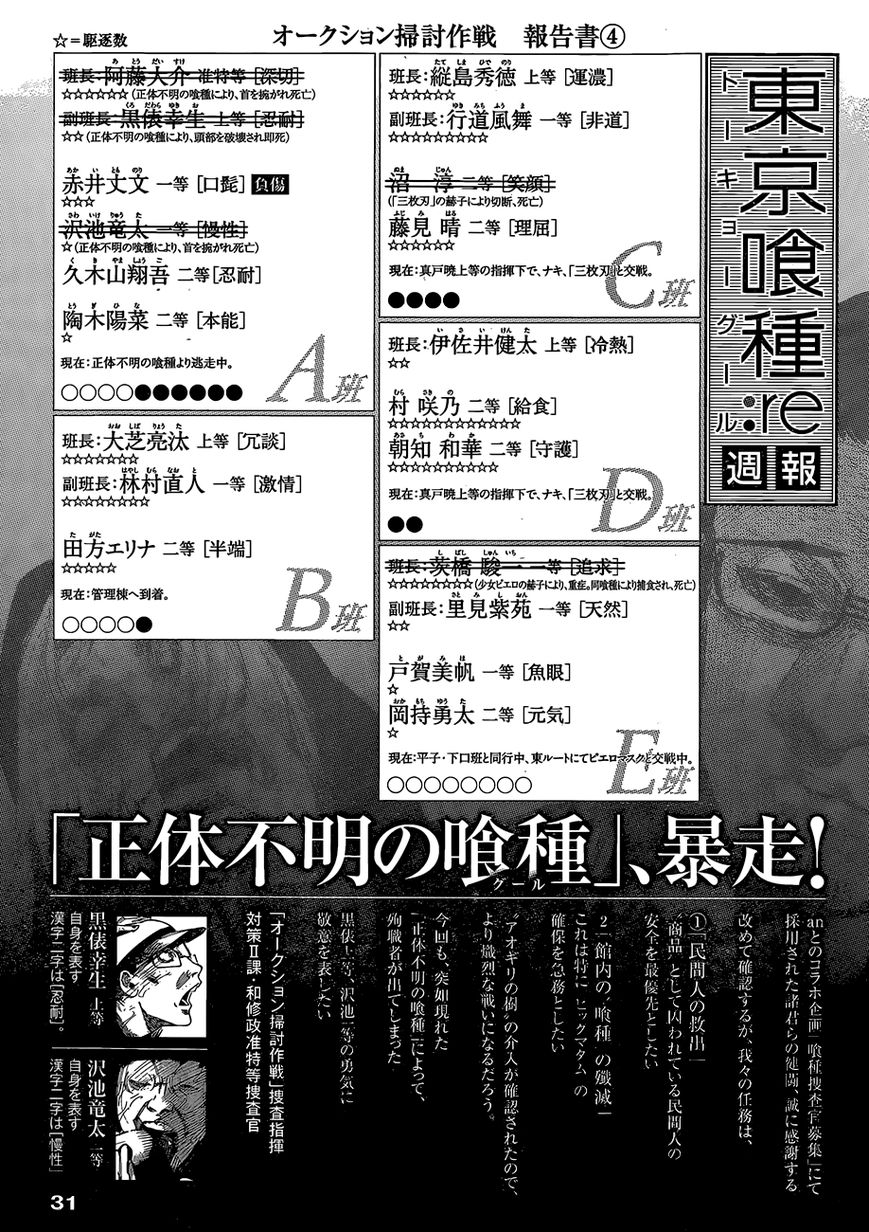 ☆=駆逐数
オークション掃討作戦 報告書④
東京喰種:re
トーキョーグール
週報
班長:阿藤大介 准特等 [深切]
☆☆☆☆☆☆(正体不明の喰種により、首を捥がれ死亡)
副班長:黒俵幸生 上等 [忍耐]
☆☆(正体不明の喰種により、頭部を破壊され即死)
赤井丈文 一等 [口髭] 負傷
☆☆☆
沢池竜太 一等 [慢性]
☆(正体不明の喰種により、首を捥がれ死亡)
久木山翔吾 二等 [忍耐]
陶木陽菜 二等 [本能]
☆
現在:正体不明の喰種より逃走中。
○○○○●●●●●●
A班
班長:大芝亮汰 上等 [冗談]
☆☆☆☆☆☆☆
副班長:林村直人 一等 [激情]
☆☆☆☆☆☆☆☆
田方エリナ 二等 [半端]
☆☆☆☆☆
現在:管理棟へ到着。
○○○○●
B班
班長:縦島秀徳 上等 [運濃]
☆☆☆☆☆☆
副班長:行道風舞 一等 [非道]
☆☆☆☆☆☆
沼 淳 二等 [笑顔]
(「三枚刃」の赫子により切断、死亡)
藤見 晴 二等 [理屈]
☆☆☆☆☆☆
現在:真戸暁上等の指揮下で、ナキ、「三枚刃」と交戦。
●●●●
C班
班長:伊佐井健太 上等 [冷熱]
☆☆
村 咲乃 二等 [給食]
☆☆☆☆☆☆☆☆☆☆☆☆
朝知 和華 二等 [守護]
☆☆☆☆☆☆☆☆☆☆☆☆
現在:真戸暁上等の指揮下で、ナキ、「三枚刃」と交戦。
●●
D班
班長:茨橋 駿一 一等 [追求]
☆☆☆☆☆☆☆☆☆(少女ピエロの赫子により、重症。同喰種により捕食され、死亡)
副班長:里見紫苑 一等 [天然]
☆☆
戸賀美帆 一等 [魚眼]
☆
岡持勇太 二等 [元気]
☆
現在:平子・下口班と同行中、東ルートにてピエロマスクと交戦中。
○○○○○○○○
E班
「正体不明の喰種」、暴走!
グール
anとのコラボ企画「喰種捜査官募集」にて
採用された諸君らの健闘、誠に感謝する
改めて確認するが、我々の任務は、
①「民間人の救出」
“商品”として囚われている民間人の
安全を最優先としたい
2「館内の“喰種”の殲滅」
これは特に“ビッグマダム”の
確保を急務としたい
“アオギリの樹”の介入が確認されたので、
より熾烈な戦いになるだろう。
今回も、突如現れた
「正体不明の喰種」によって、
殉職者が出てしまった
黒俵上等、沢池一等の勇気に
敬意を表したい
「オークション掃討作戦」捜査指揮
対策Ⅱ課・和修政准特等捜査官
黒俵幸生 上等
自身を表す
漢字二字は「忍耐」。
沢池竜太 一等
自身を表す
漢字二字は「慢性」
31